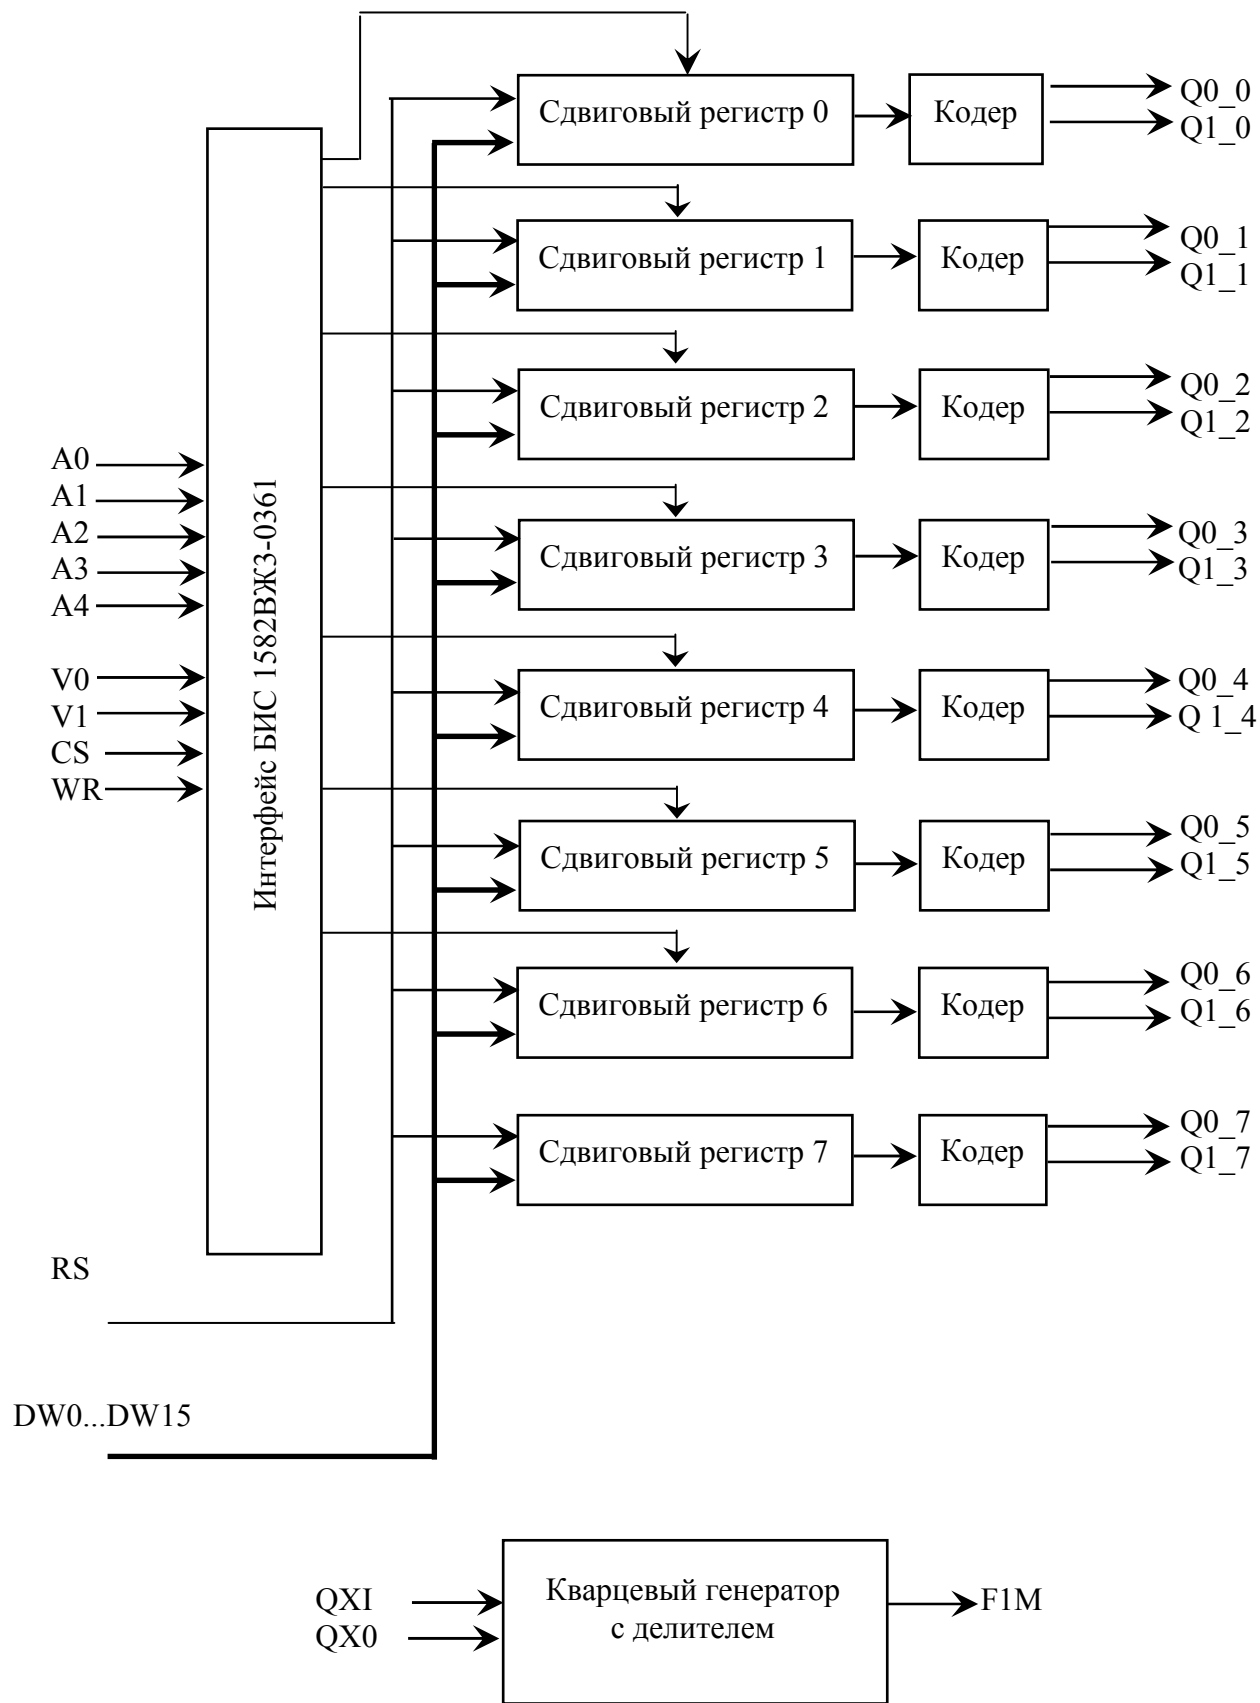 Сдвиговый регистр 0
Кодер
Q0_0
Q1_0
Сдвиговый регистр 1
Кодер
Q0_1
Q1_1
Сдвиговый регистр 2
Кодер
Q0_2
Q1_2
A0
A1
A2
A3
A4
V0
V1
CS
WR
Интерфейс БИС 1582ВЖ3-0361
Сдвиговый регистр 3
Кодер
Q0_3
Q1_3
Сдвиговый регистр 4
Кодер
Q0_4
Q 1_4
Сдвиговый регистр 5
Кодер
Q0_5
Q1_5
Сдвиговый регистр 6
Кодер
Q0_6
Q1_6
Сдвиговый регистр 7
Кодер
Q0_7
Q1_7
RS
DW0...DW15
QXI
QX0
Кварцевый генератор
с делителем
F1M